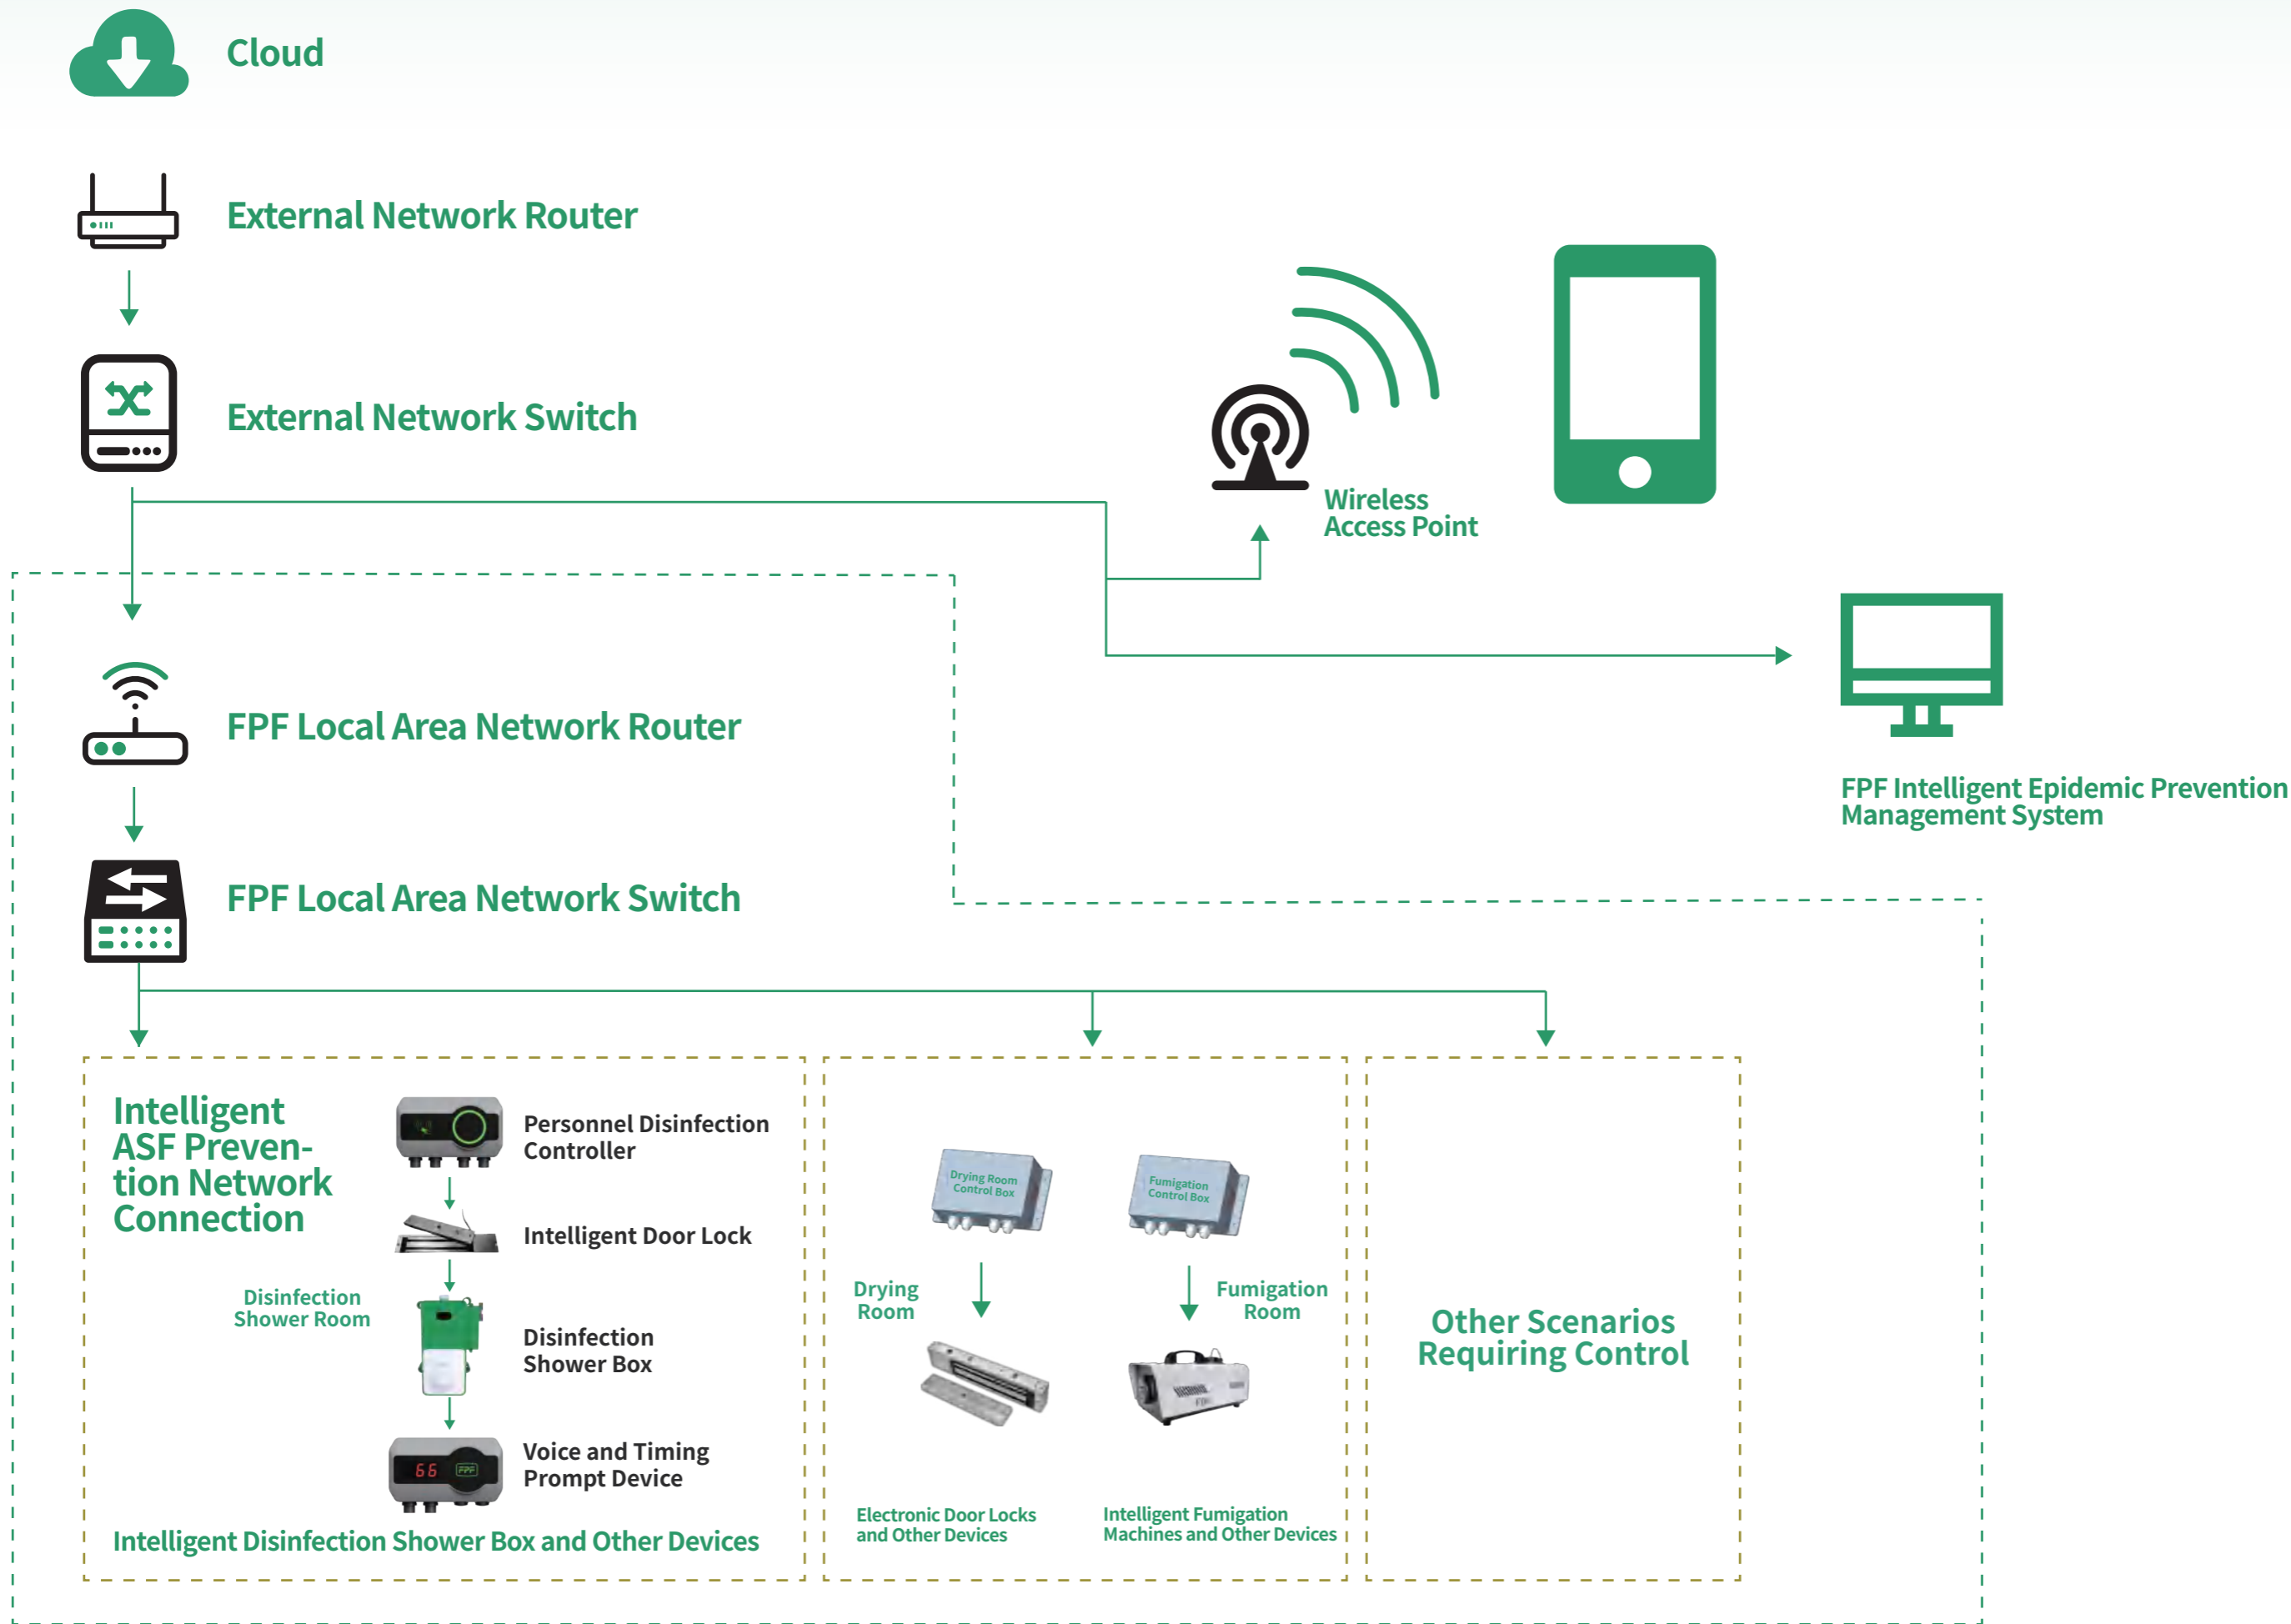 Cloud
External Network Router
External Network Switch
Wireless
Access Point
FPF Local Area Network Router
FPF Intelligent Epidemic Prevention
Management System
FPF Local Area Network Switch
Intelligent
ASF Preven-
tion Network
Connection
Personnel Disinfection
Controller
Intelligent Door Lock
Disinfection
Shower Room
Disinfection
Shower Box
66
FPF
Voice and Timing
Prompt Device
Intelligent Disinfection Shower Box and Other Devices
Drying Room
Control Box
Drying
Room
Electronic Door Locks
and Other Devices
Fumigation
Control Box
Fumigation
Room
Intelligent Fumigation
Machines and Other Devices
Other Scenarios
Requiring Control